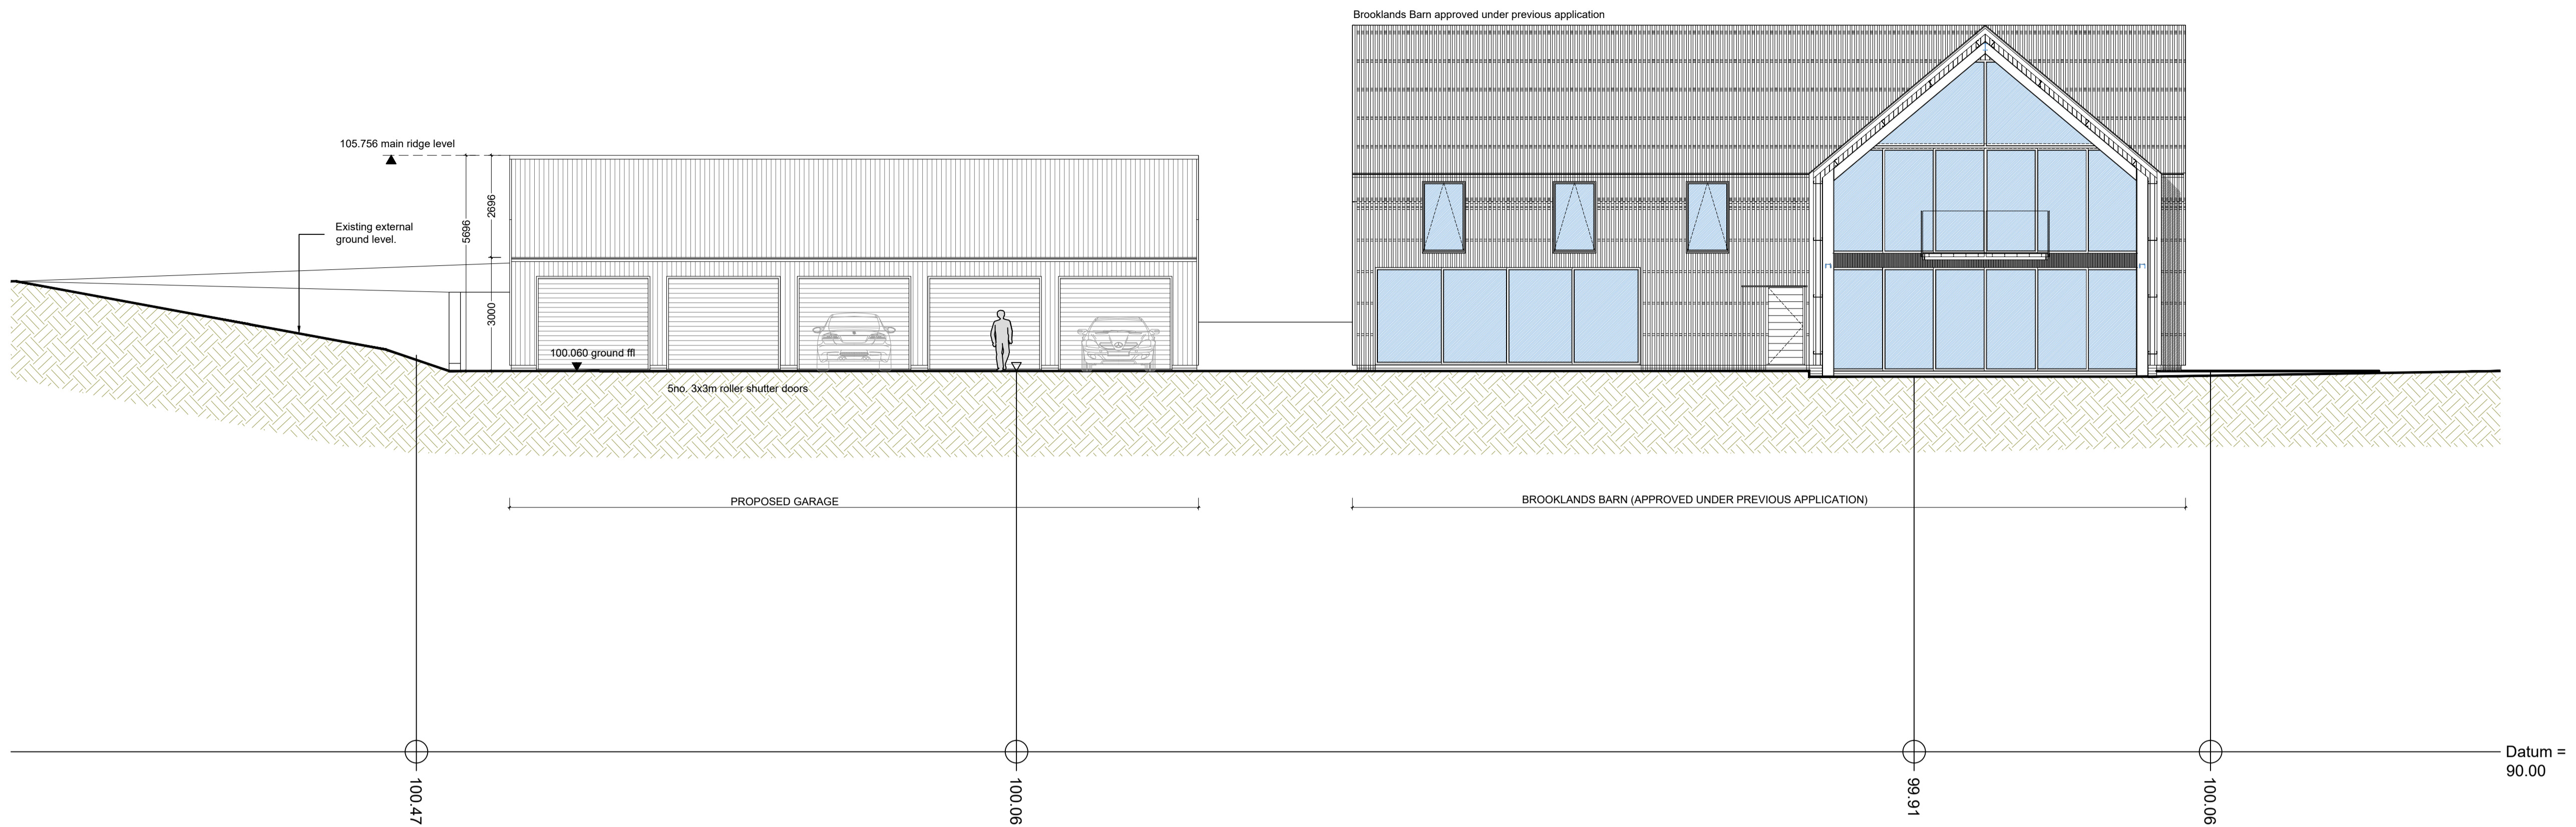 Brooklands Barn approved under previous application
105.756 main ridge level
2696
5696
Existing external
ground level.
3000
100.060 ground ffl
5no. 3x3m roller shutter doors
PROPOSED GARAGE
BROOKLANDS BARN (APPROVED UNDER PREVIOUS APPLICATION)
Datum =
90.00
100.47
100.06
99.91
100.06